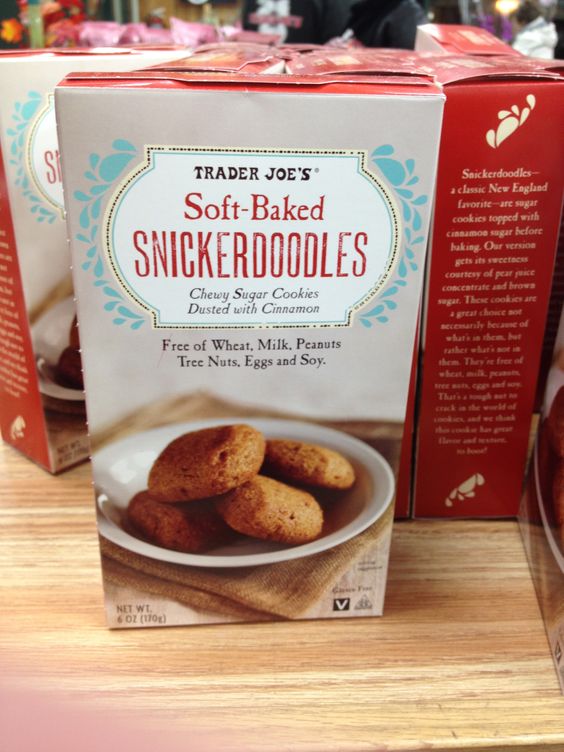 TRADER JOE'S®
Soft-Baked
SNICKERDOODLES
Chewy Sugar Cookies
Dusted with Cinnamon
Free of Wheat, Milk, Peanuts
Tree Nuts, Eggs and Soy.
NET WT.
6 OZ (170g)
Gluten Free
V
Snickerdoodles—
a classic New England
favorite—are sugar
cookies topped with
cinnamon sugar before
baking. Our version
gets its sweetness
courtesy of pear juice
concentrate and brown
sugar. These cookies are
a great choice not
necessarily because of
what's in them, but
rather what's not in
them. They're free of
wheat, milk, peanuts,
tree nuts, eggs and soy.
That's a tough nut to
crack in the world of
cookies, and we think
this cookie has great
flavor and texture,
to boot!